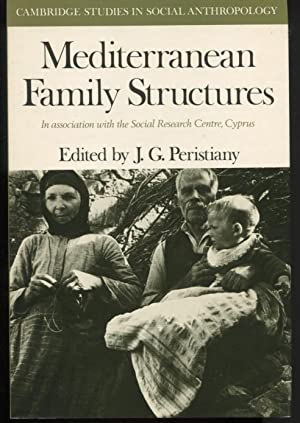 CAMBRIDGE STUDIES IN SOCIAL ANTHROPOLOGY
Mediterranean
Family Structures
In association with the Social Research Centre, Cyprus
Edited by J. G. Peristiany